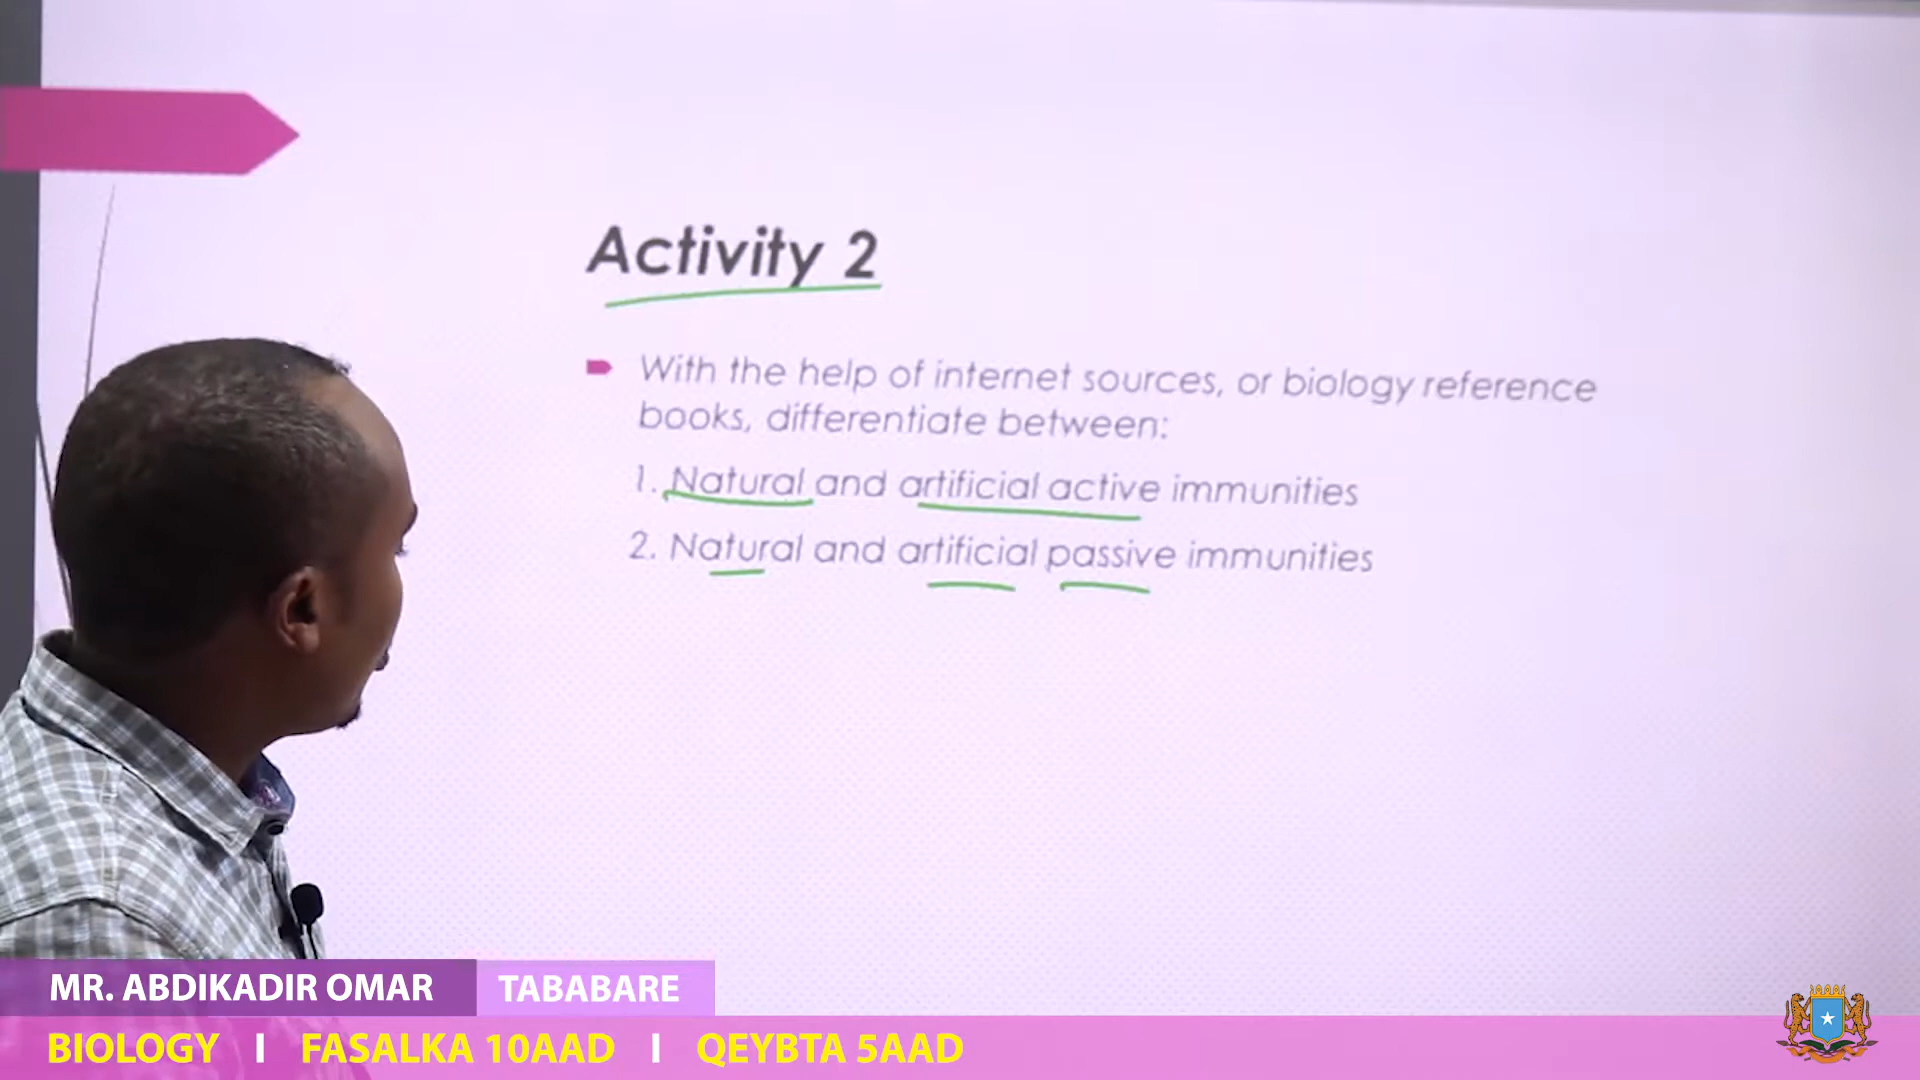 Activity 2
With the help of internet sources, or biology reference
books, differentiate between:
1. Natural and artificial active immunities
2. Natural and artificial passive immunities
MR. ABDIKADIR OMAR TABABARE
BIOLOGY I FASALKA 10AAD I QEYBTA 5AAD